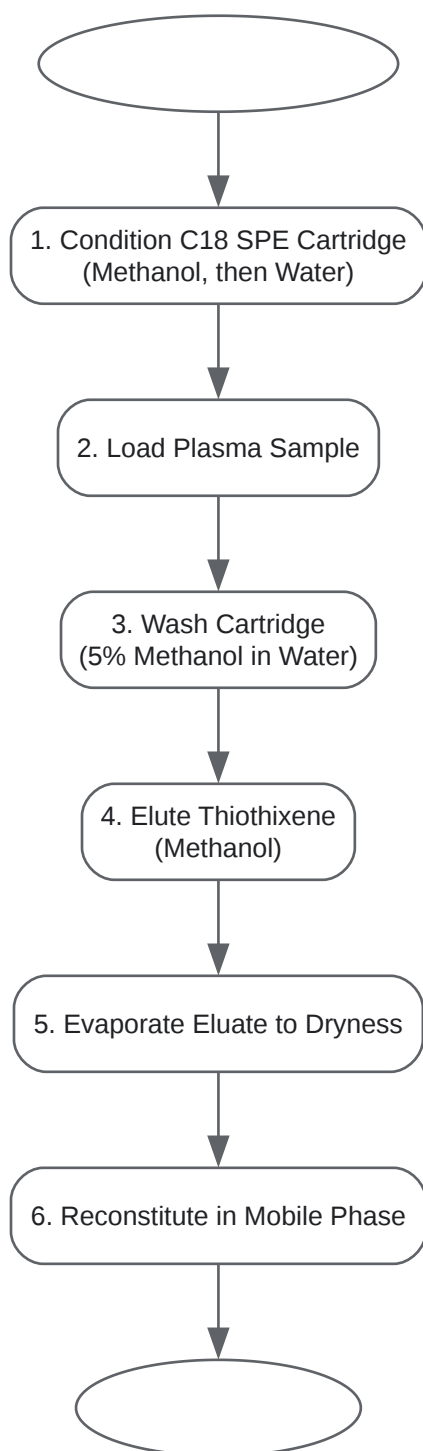 1. Condition C18 SPE Cartridge
(Methanol, then Water)
2. Load Plasma Sample
3. Wash Cartridge
(5% Methanol in Water)
4. Elute Thiothixene
(Methanol)
5. Evaporate Eluate to Dryness
6. Reconstitute in Mobile Phase